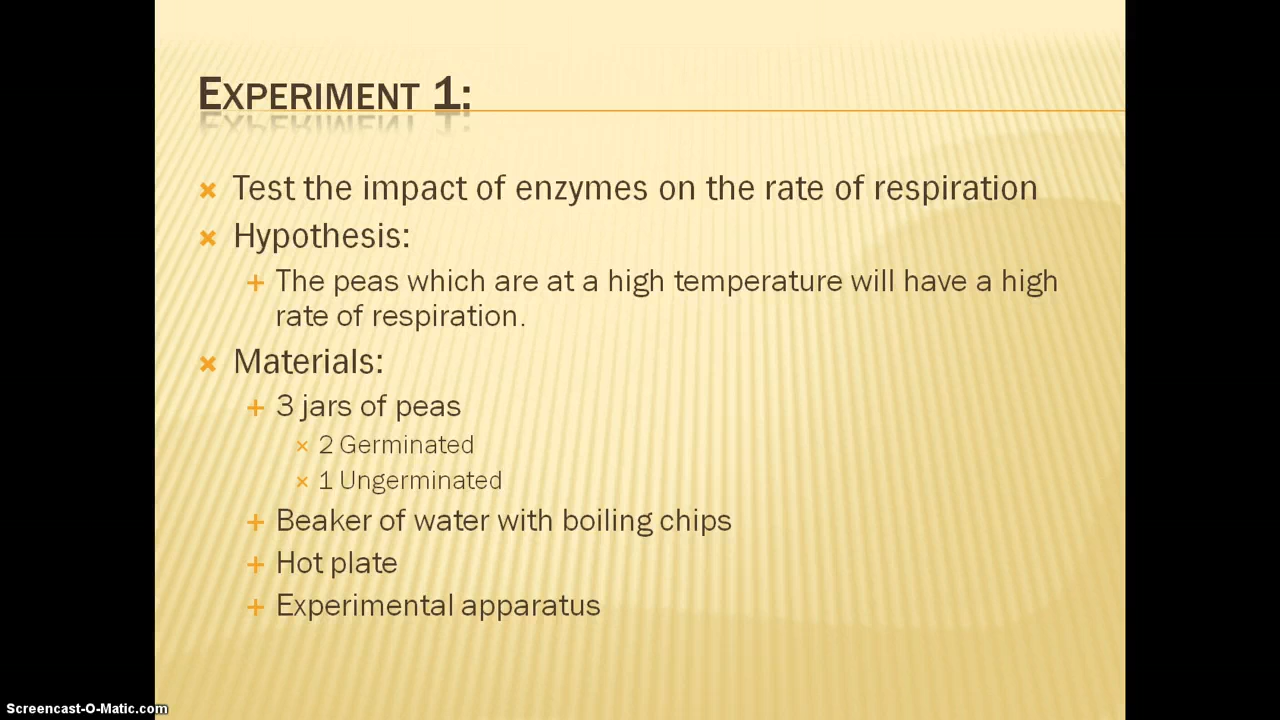 Experiment 1:
Test the impact of enzymes on the rate of respiration
Hypothesis:
The peas which are at a high temperature will have a high
rate of respiration.
Materials:
3 jars of peas
2 Germinated
1 Ungerminated
Beaker of water with boiling chips
Hot plate
Experimental apparatus
Screencast-O-Matic.com